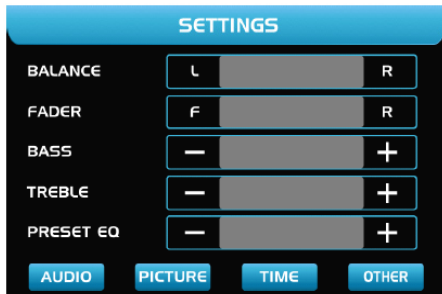 SETTINGS
BALANCE L R
FADER F R
BASS − +
TREBLE − +
PRESET EQ − +
AUDIO PICTURE TIME OTHER